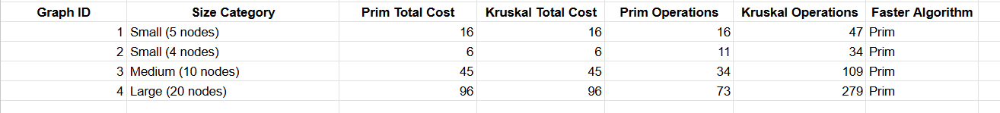 Graph ID Size Category Prim Total Cost Kruskal Total Cost Prim Operations Kruskal Operations Faster Algorithm
1 Small (5 nodes) 16 16 16 47 Prim
2 Small (4 nodes) 6 6 11 34 Prim
3 Medium (10 nodes) 45 45 34 109 Prim
4 Large (20 nodes) 96 96 73 279 Prim